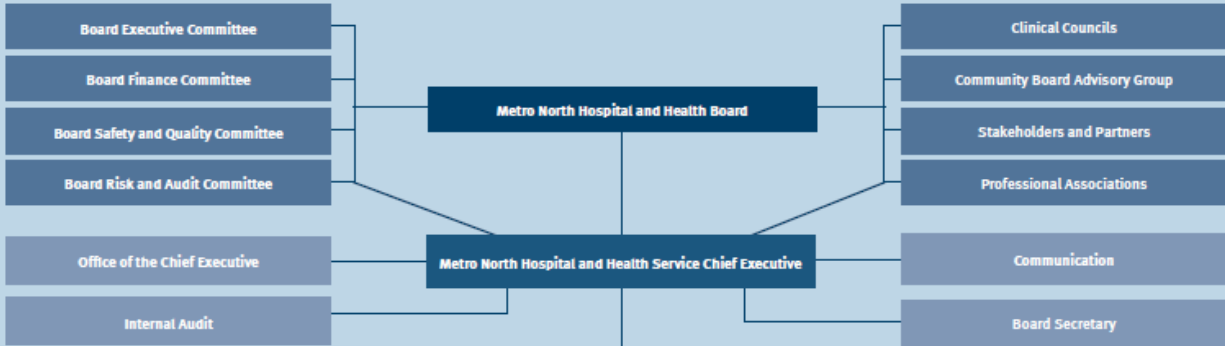 Board Executive Committee
Clinical Councils
Board Finance Committee
Community Board Advisory Group
Metro North Hospital and Health Board
Board Safety and Quality Committee
Stakeholders and Partners
Board Risk and Audit Committee
Professional Associations
Office of the Chief Executive
Metro North Hospital and Health Service Chief Executive
Communication
Internal Audit
Board Secretary